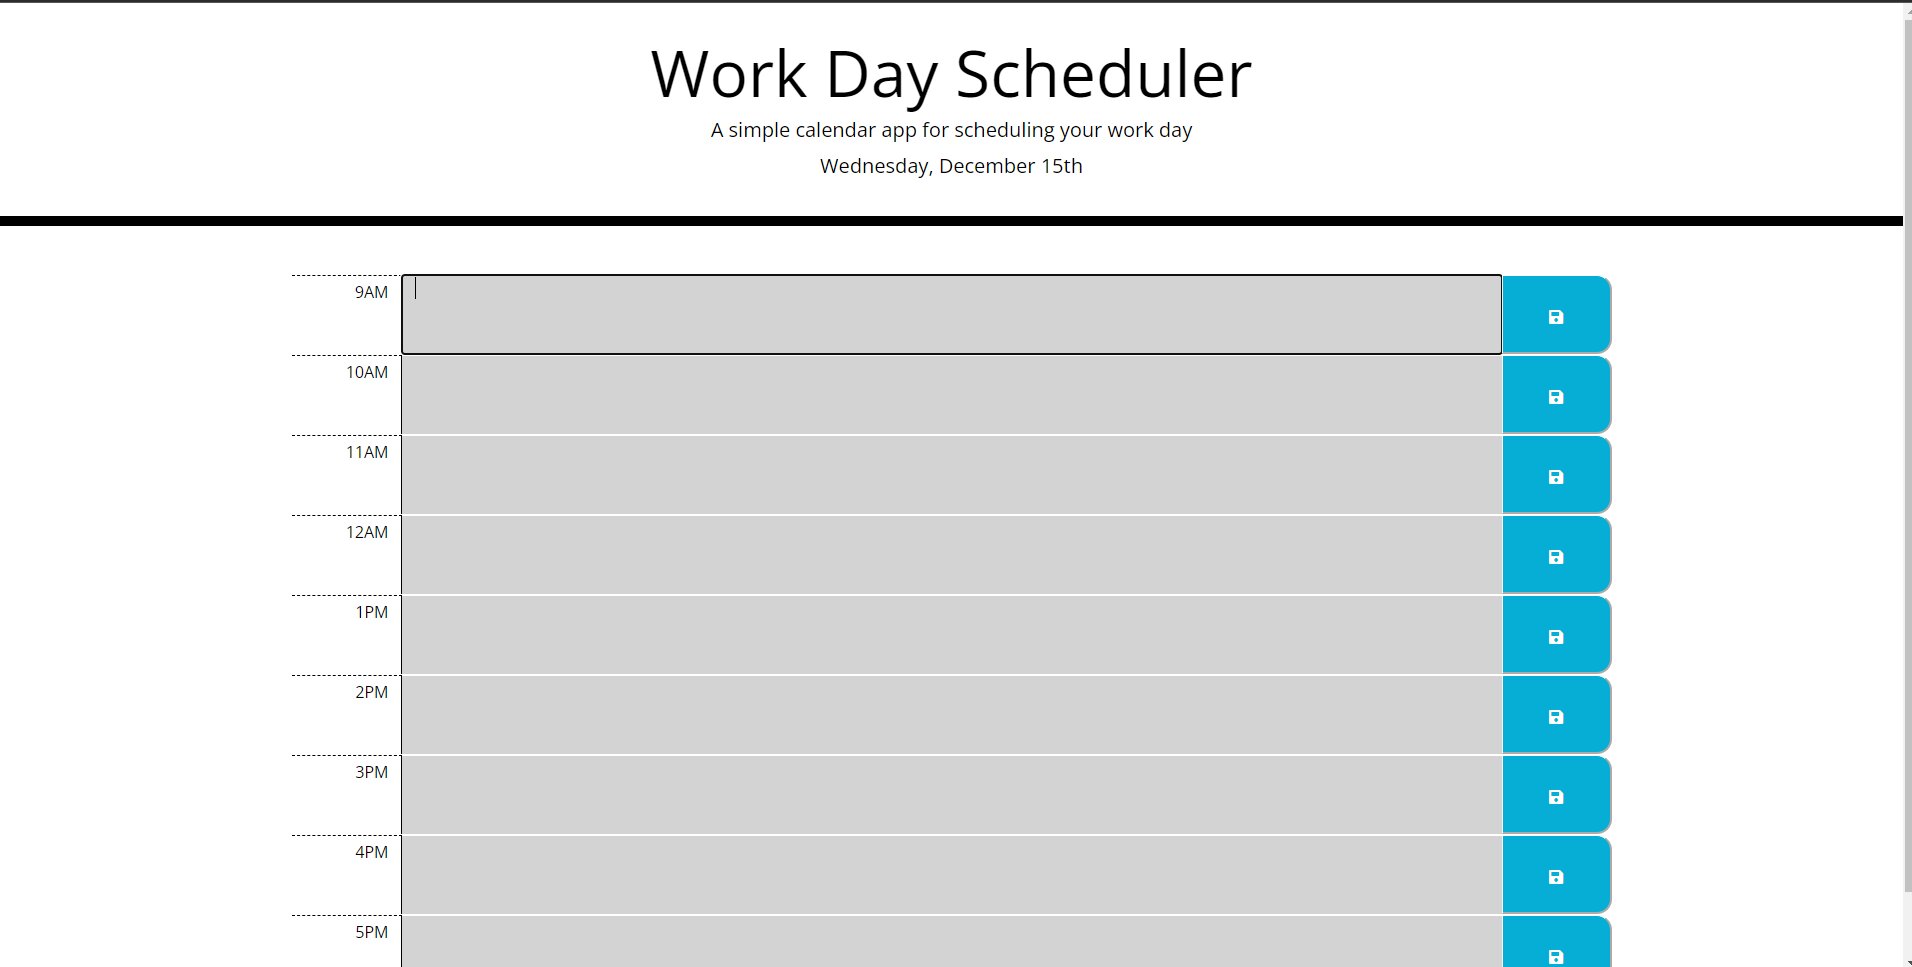 Work Day Scheduler
A simple calendar app for scheduling your work day
Wednesday, December 15th
9AM
10AM
11AM
12AM
1PM
2PM
3PM
4PM
5PM